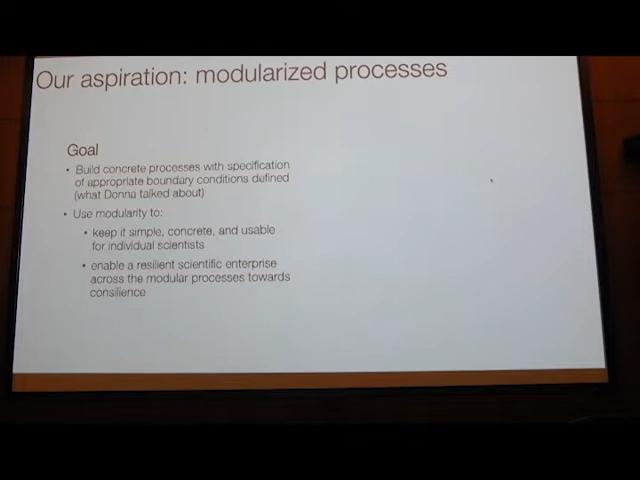 Our aspiration: modularized processes
Goal
• Build concrete processes with specification
of appropriate boundary conditions defined
(what Donna talked about)
• Use modularity to:
• keep it simple, concrete, and usable
for individual scientists
• enable a resilient scientific enterprise
across the modular processes towards
consilience